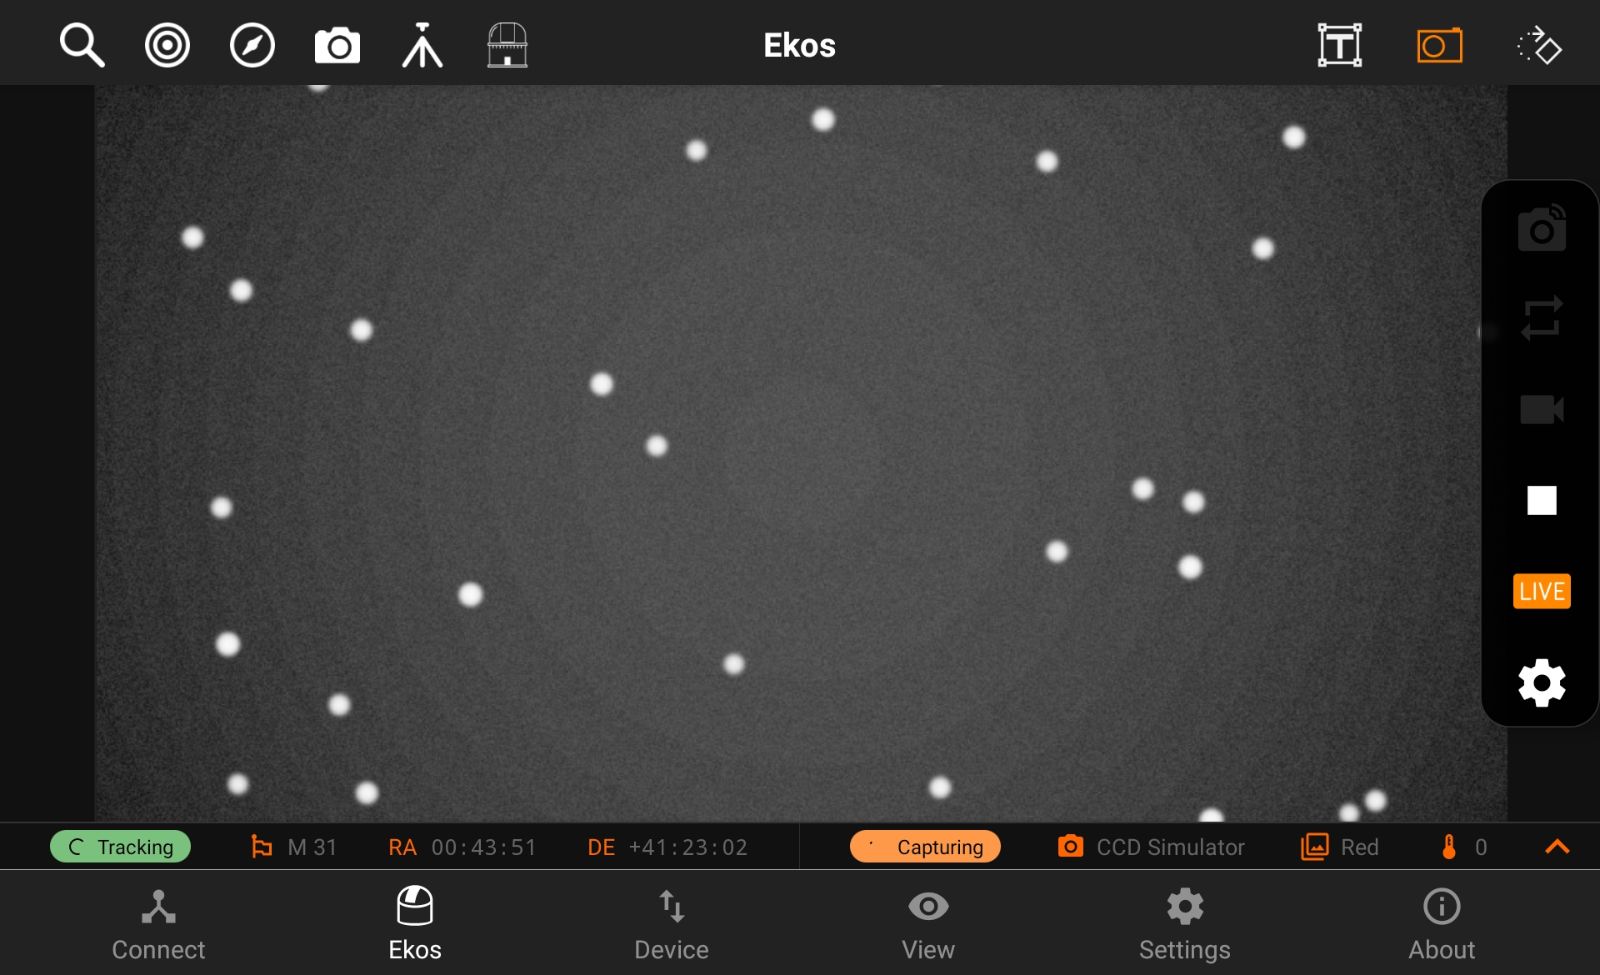 Ekos
T
LIVE
Tracking M 31 RA 00:43:51 DE +41:23:02 Capturing CCD Simulator Red 0
Connect Ekos Device View Settings About